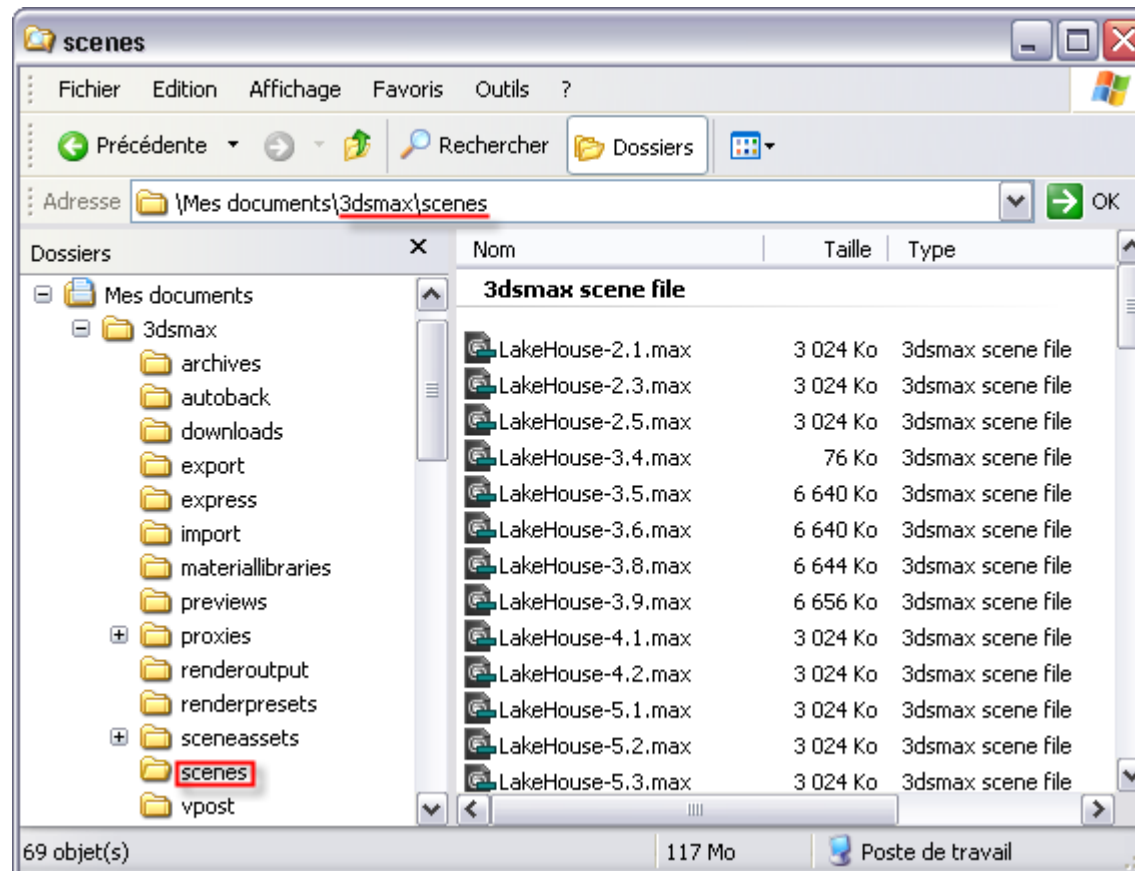 scenes
Fichier Edition Affichage Favoris Outils ?
Précédente Rechercher Dossiers
Adresse \Mes documents\3dsmax\scenes OK
Dossiers
Mes documents
3dsmax
archives
autoback
downloads
export
express
import
materiallibraries
previews
proxies
renderoutput
renderpresets
sceneassets
scenes
vpost
Nom Taille Type
3dsmax scene file
LakeHouse-2.1.max 3 024 Ko 3dsmax scene file
LakeHouse-2.3.max 3 024 Ko 3dsmax scene file
LakeHouse-2.5.max 3 024 Ko 3dsmax scene file
LakeHouse-3.4.max 76 Ko 3dsmax scene file
LakeHouse-3.5.max 6 640 Ko 3dsmax scene file
LakeHouse-3.6.max 6 640 Ko 3dsmax scene file
LakeHouse-3.8.max 6 644 Ko 3dsmax scene file
LakeHouse-3.9.max 6 656 Ko 3dsmax scene file
LakeHouse-4.1.max 3 024 Ko 3dsmax scene file
LakeHouse-4.2.max 3 024 Ko 3dsmax scene file
LakeHouse-5.1.max 3 024 Ko 3dsmax scene file
LakeHouse-5.2.max 3 024 Ko 3dsmax scene file
LakeHouse-5.3.max 3 024 Ko 3dsmax scene file
69 objet(s) 117 Mo Poste de travail